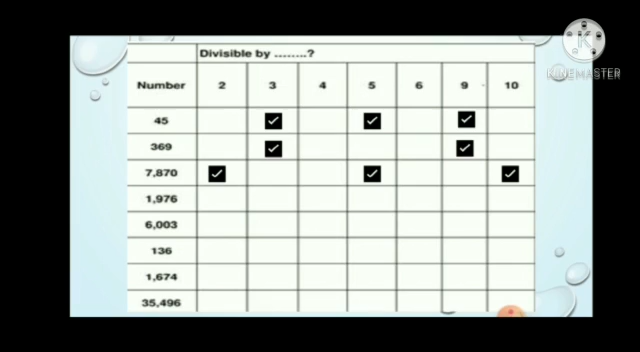 Divisible by ........?
Number 2 3 4 5 6 9 10
45
369
7,870
1,976
6,003
136
1,674
35,496
KINEMASTER